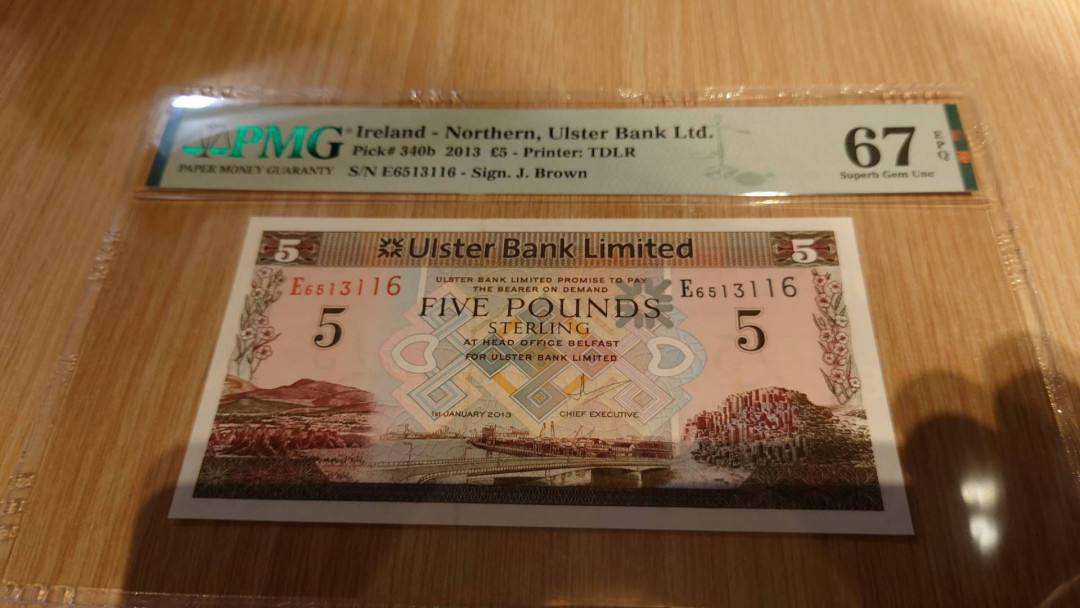 PMG
PAPER MONEY GUARANTY
Ireland - Northern, Ulster Bank Ltd.
Pick# 340b 2013 £5 - Printer: TDLR
S/N E6513116 - Sign. J. Brown
67 EPQ
Superb Gem Unc
5 Ulster Bank Limited 5
E6513116 E6513116
ULSTER BANK LIMITED PROMISE TO PAY
THE BEARER ON DEMAND
FIVE POUNDS
STERLING
5 5
AT HEAD OFFICE BELFAST
FOR ULSTER BANK LIMITED
1st JANUARY 2013 CHIEF EXECUTIVE